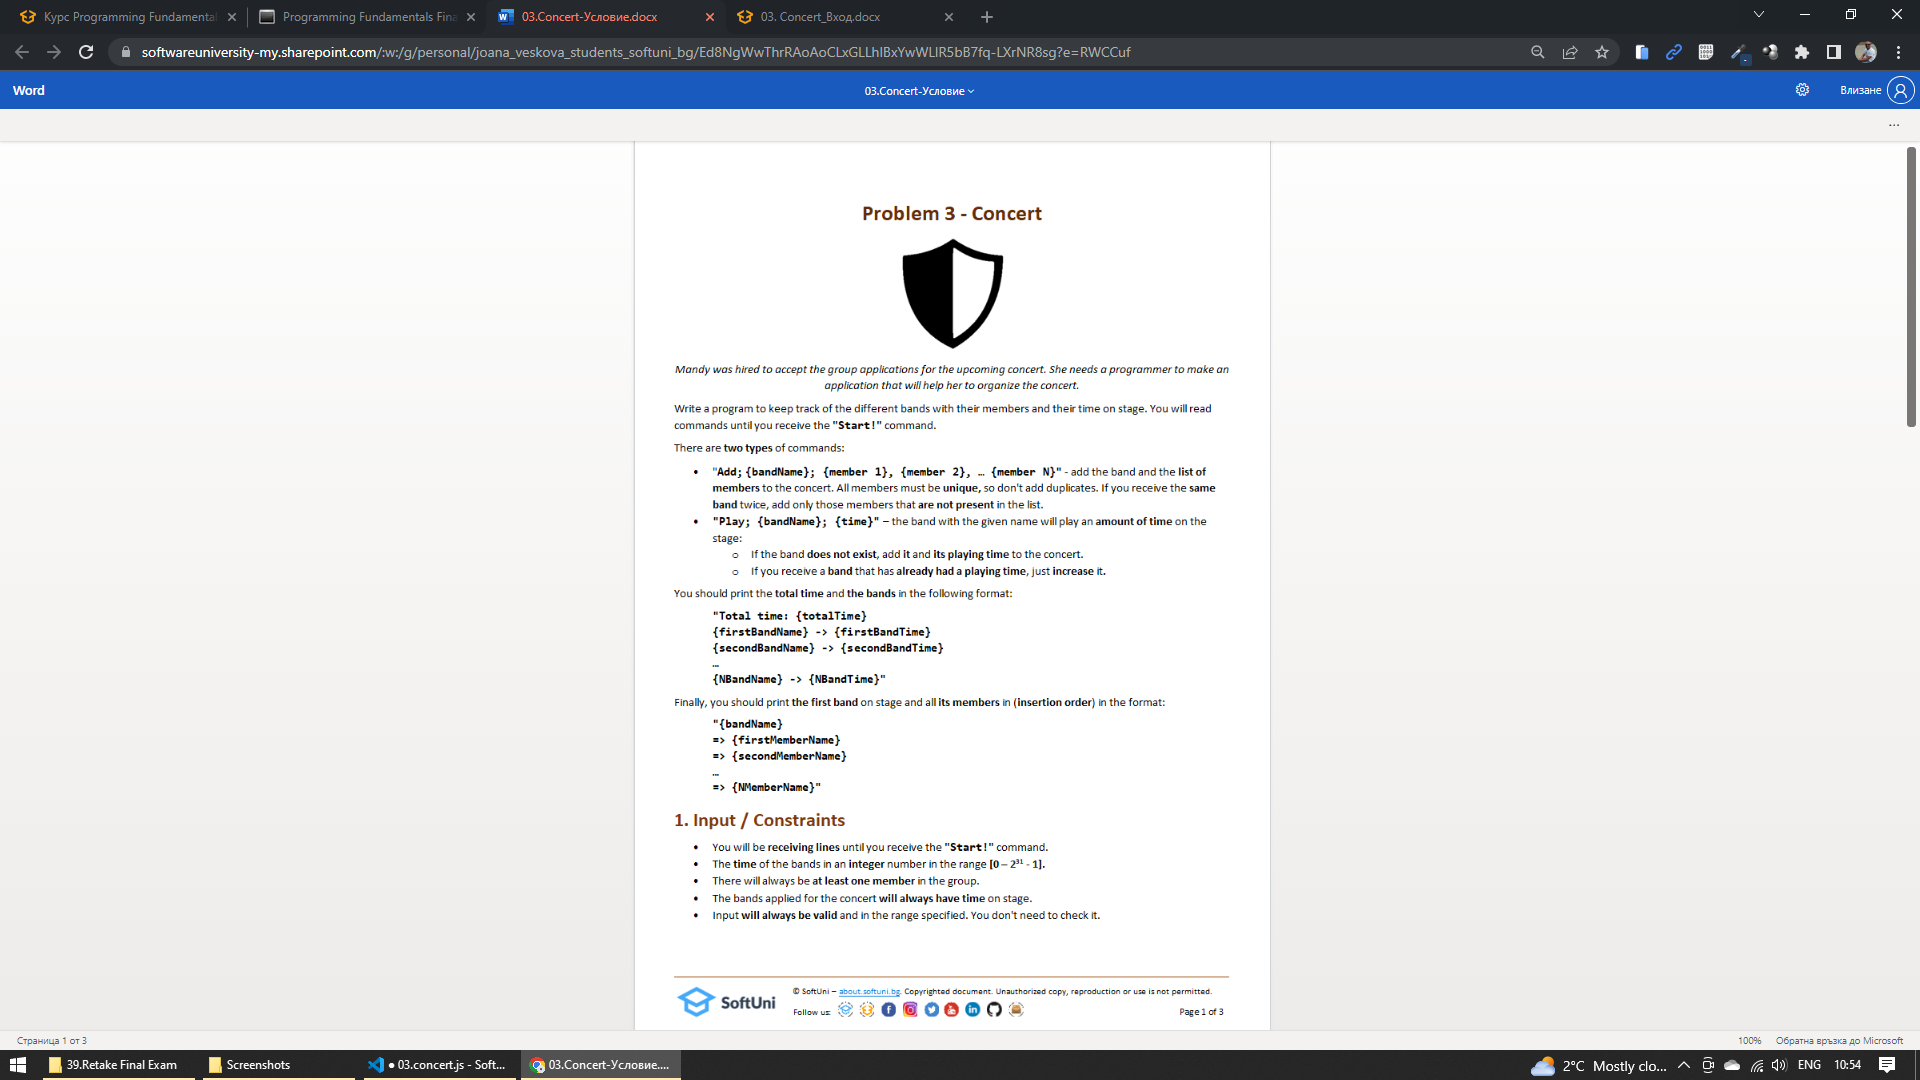 Курс Programming Fundamental
Programming Fundamentals Fina
03.Concert-Условие.docx
03. Concert_Вход.docx
softwareuniversity-my.sharepoint.com/:w:/g/personal/joana_veskova_students_softuni_bg/Ed8NgWwThrRAoAoCLxGLLhIBxYwWLlR5bB7fq-LXrNR8sg?e=RWCCuf
Word
03.Concert-Условие
Влизане
Problem 3 - Concert
Mandy was hired to accept the group applications for the upcoming concert. She needs a programmer to make an
application that will help her to organize the concert.
Write a program to keep track of the different bands with their members and their time on stage. You will read
commands until you receive the "Start!" command.
There are two types of commands:
• "Add; {bandName}; {member 1}, {member 2}, … {member N}" - add the band and the list of
members to the concert. All members must be unique, so don't add duplicates. If you receive the same
band twice, add only those members that are not present in the list.
• "Play; {bandName}; {time}" – the band with the given name will play an amount of time on the
stage:
o If the band does not exist, add it and its playing time to the concert.
o If you receive a band that has already had a playing time, just increase it.
You should print the total time and the bands in the following format:
"Total time: {totalTime}
{firstBandName} -> {firstBandTime}
{secondBandName} -> {secondBandTime}
…
{NBandName} -> {NBandTime}"
Finally, you should print the first band on stage and all its members in (insertion order) in the format:
"{bandName}
=> {firstMemberName}
=> {secondMemberName}
…
=> {NMemberName}"
1. Input / Constraints
• You will be receiving lines until you receive the "Start!" command.
• The time of the bands in an integer number in the range [0 – 2³¹ - 1].
• There will always be at least one member in the group.
• The bands applied for the concert will always have time on stage.
• Input will always be valid and in the range specified. You don't need to check it.
SoftUni
© SoftUni – about.softuni.bg. Copyrighted document. Unauthorized copy, reproduction or use is not permitted.
Follow us:
Page 1 of 3
Страница 1 от 3
100%
Обратна връзка до Microsoft
39.Retake Final Exam
Screenshots
● 03.concert.js - Soft...
03.Concert-Условие....
2°C Mostly clo...
ENG
10:54